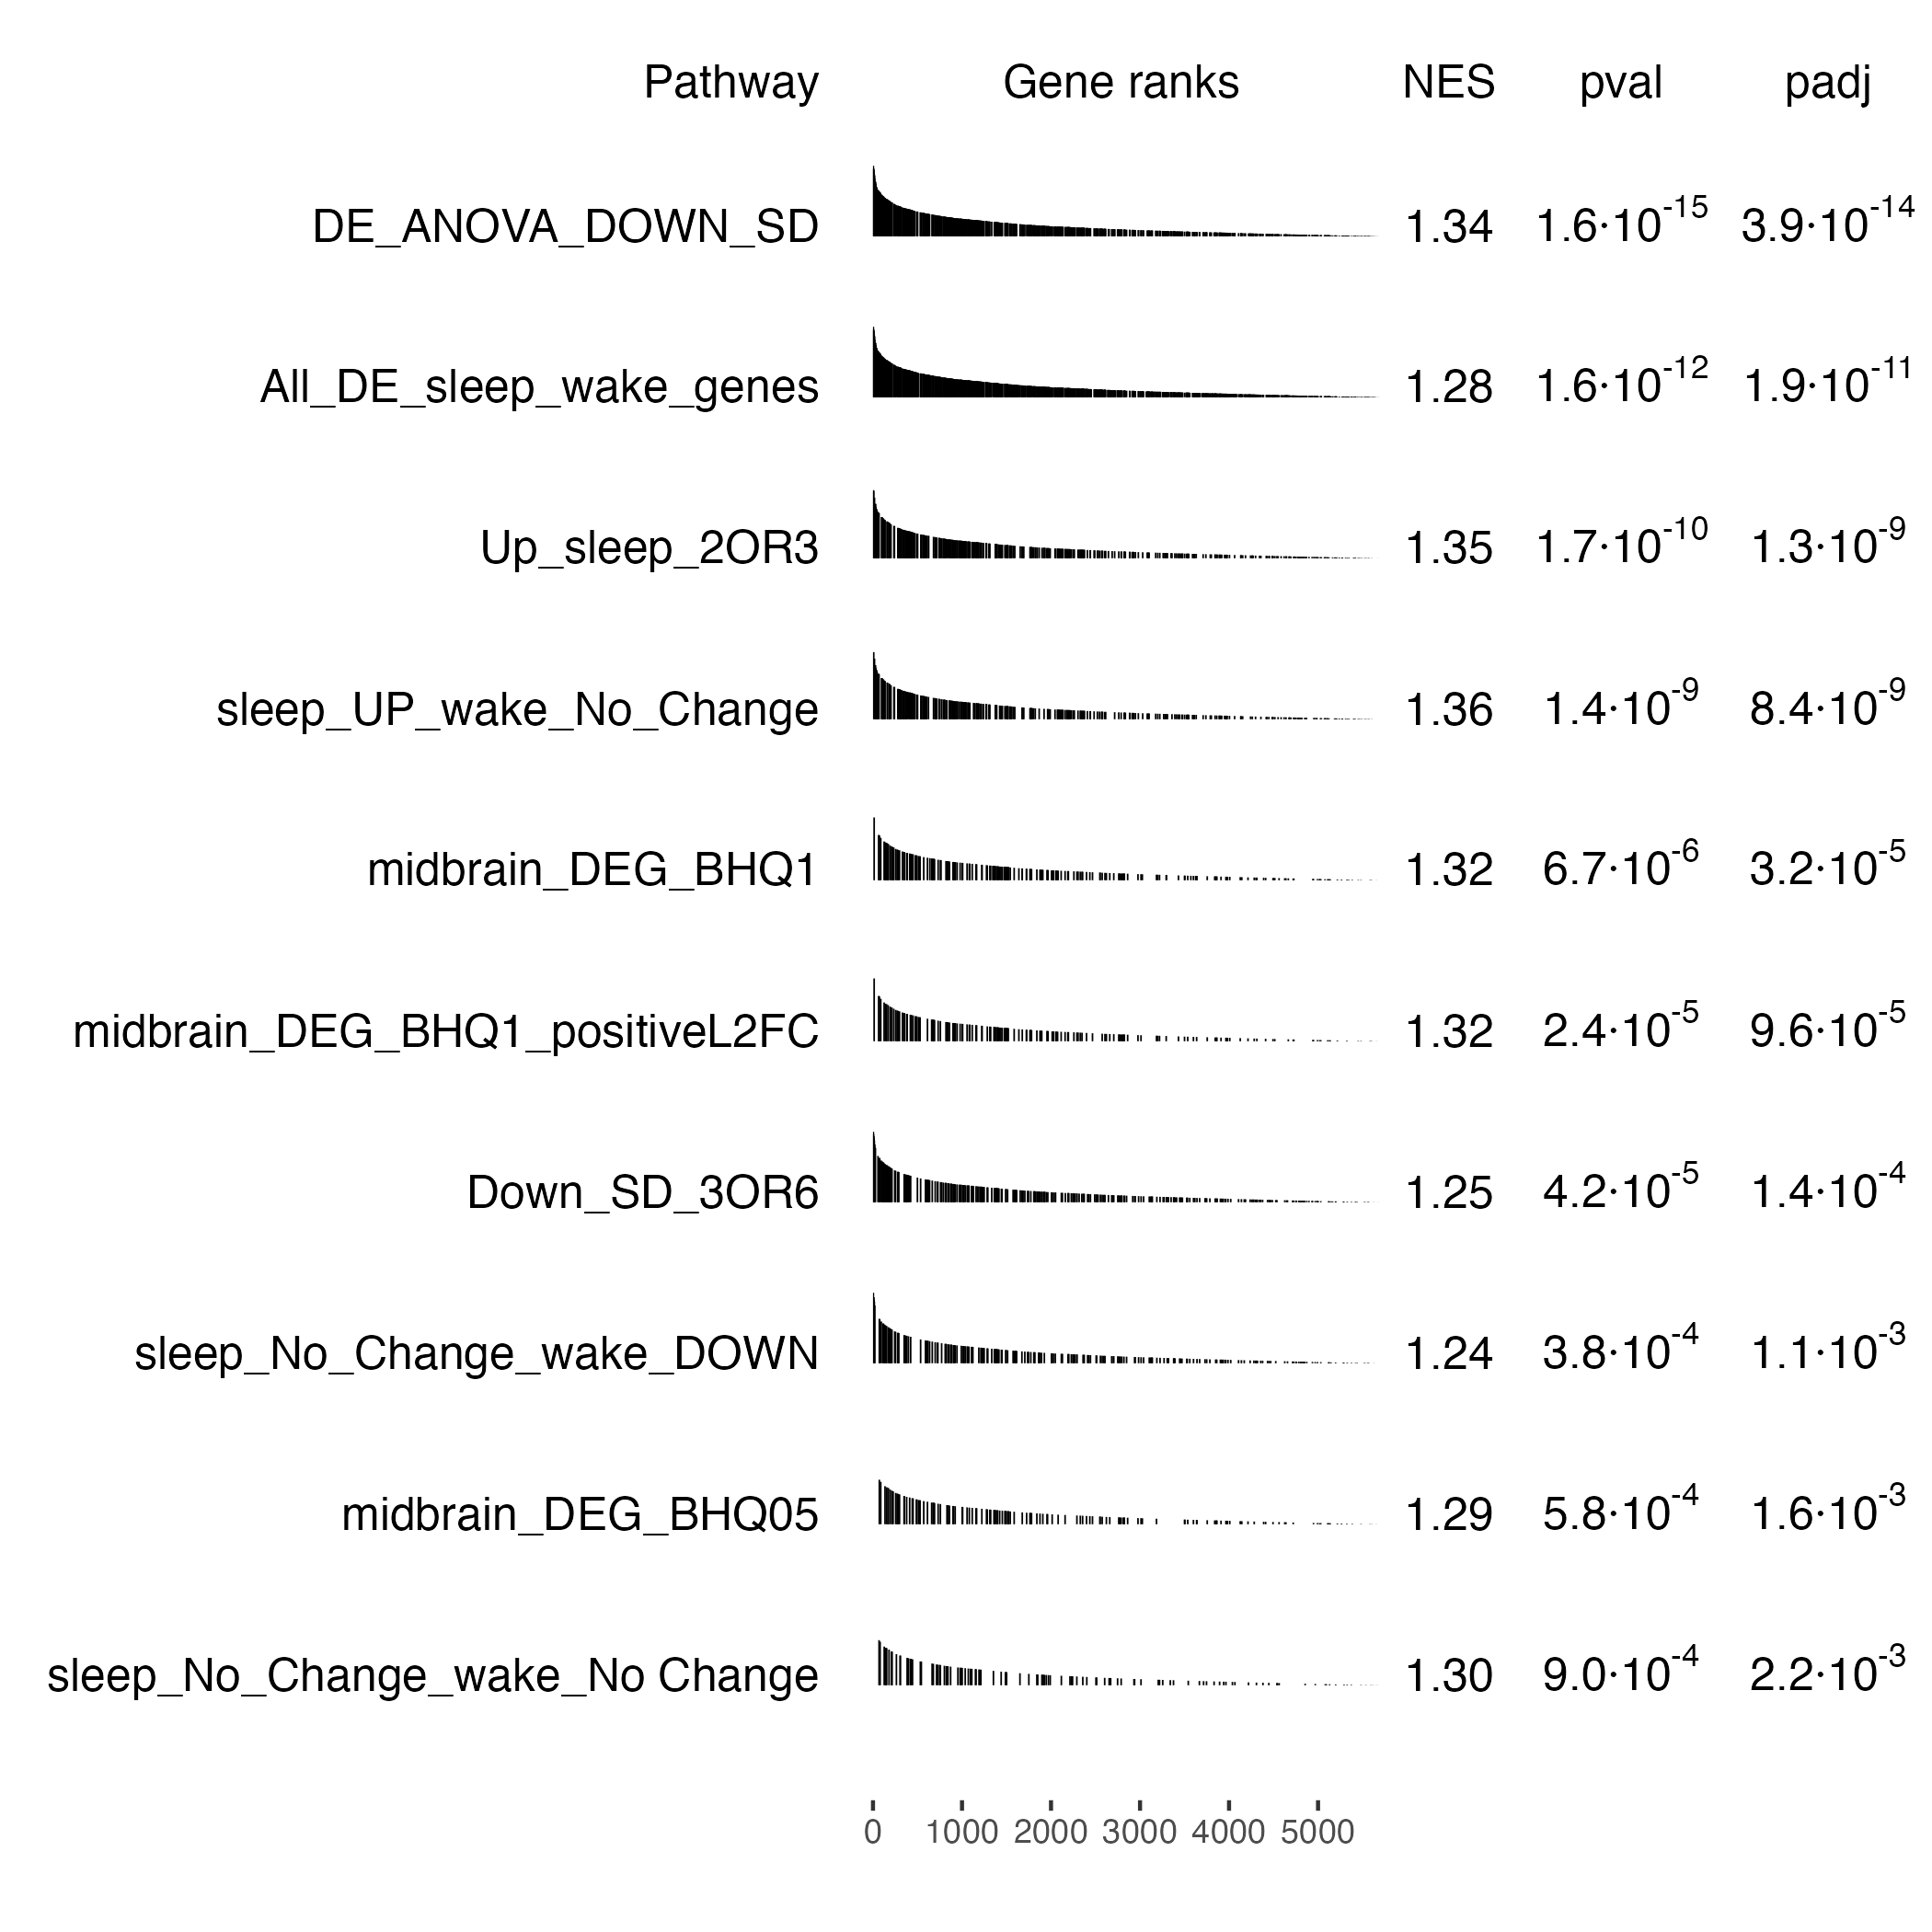 Pathway Gene ranks NES pval padj
DE_ANOVA_DOWN_SD 1.34 1.6·10⁻¹⁵ 3.9·10⁻¹⁴
All_DE_sleep_wake_genes 1.28 1.6·10⁻¹² 1.9·10⁻¹¹
Up_sleep_2OR3 1.35 1.7·10⁻¹⁰ 1.3·10⁻⁹
sleep_UP_wake_No_Change 1.36 1.4·10⁻⁹ 8.4·10⁻⁹
midbrain_DEG_BHQ1 1.32 6.7·10⁻⁶ 3.2·10⁻⁵
midbrain_DEG_BHQ1_positiveL2FC 1.32 2.4·10⁻⁵ 9.6·10⁻⁵
Down_SD_3OR6 1.25 4.2·10⁻⁵ 1.4·10⁻⁴
sleep_No_Change_wake_DOWN 1.24 3.8·10⁻⁴ 1.1·10⁻³
midbrain_DEG_BHQ05 1.29 5.8·10⁻⁴ 1.6·10⁻³
sleep_No_Change_wake_No Change 1.30 9.0·10⁻⁴ 2.2·10⁻³
0 1000 2000 3000 4000 5000